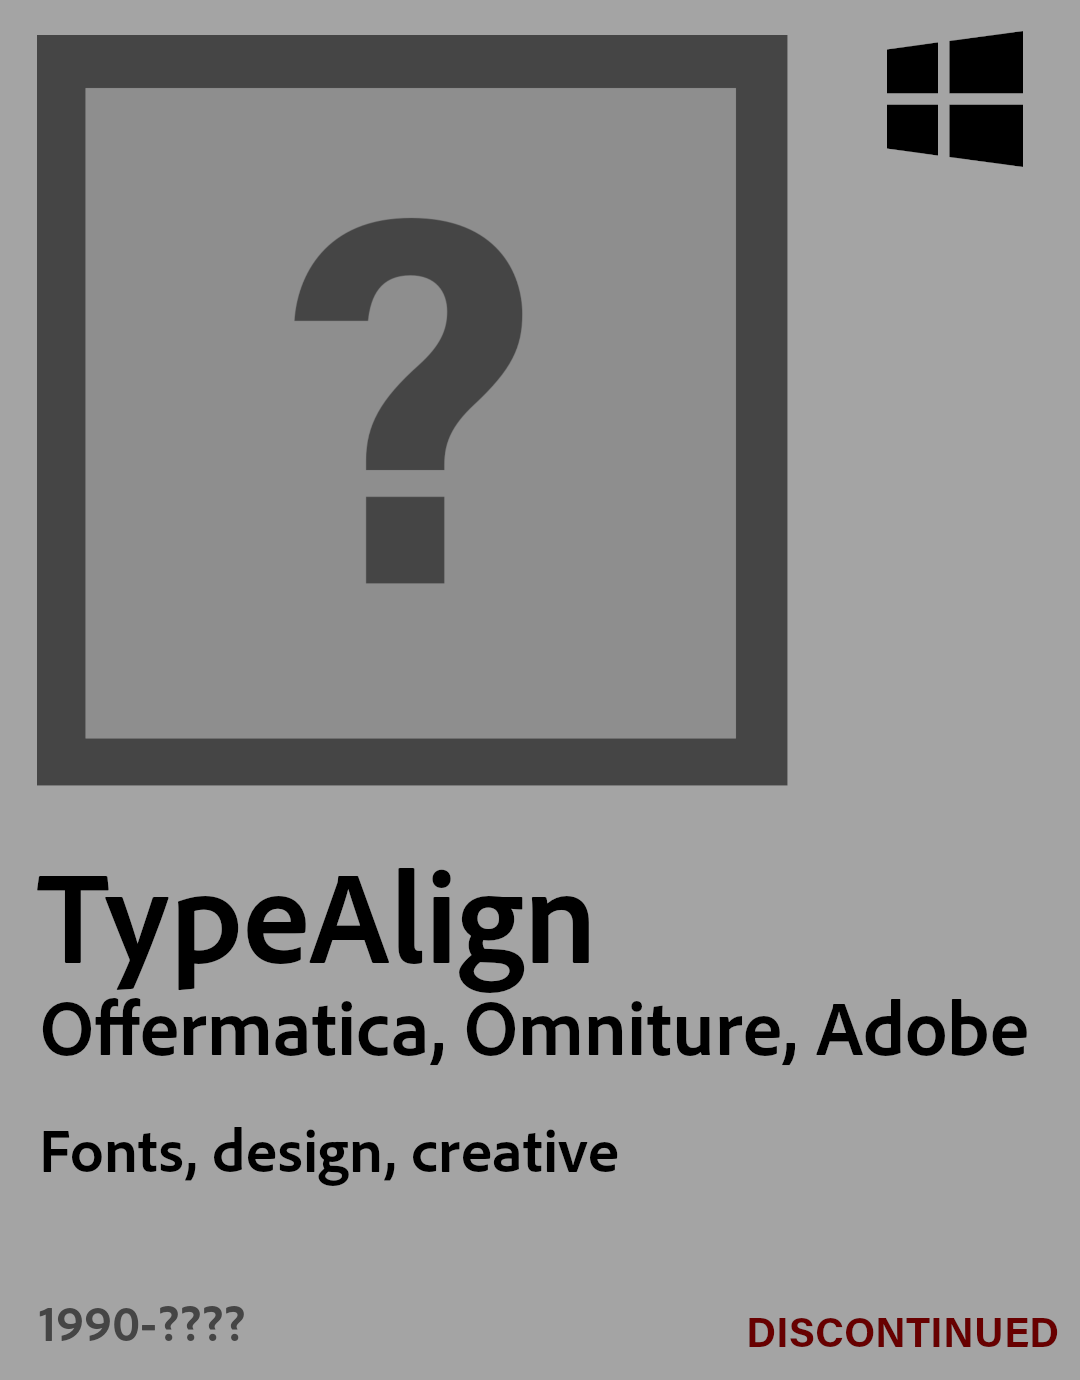 ?
TypeAlign
Offermatica, Omniture, Adobe
Fonts, design, creative
1990-????
DISCONTINUED